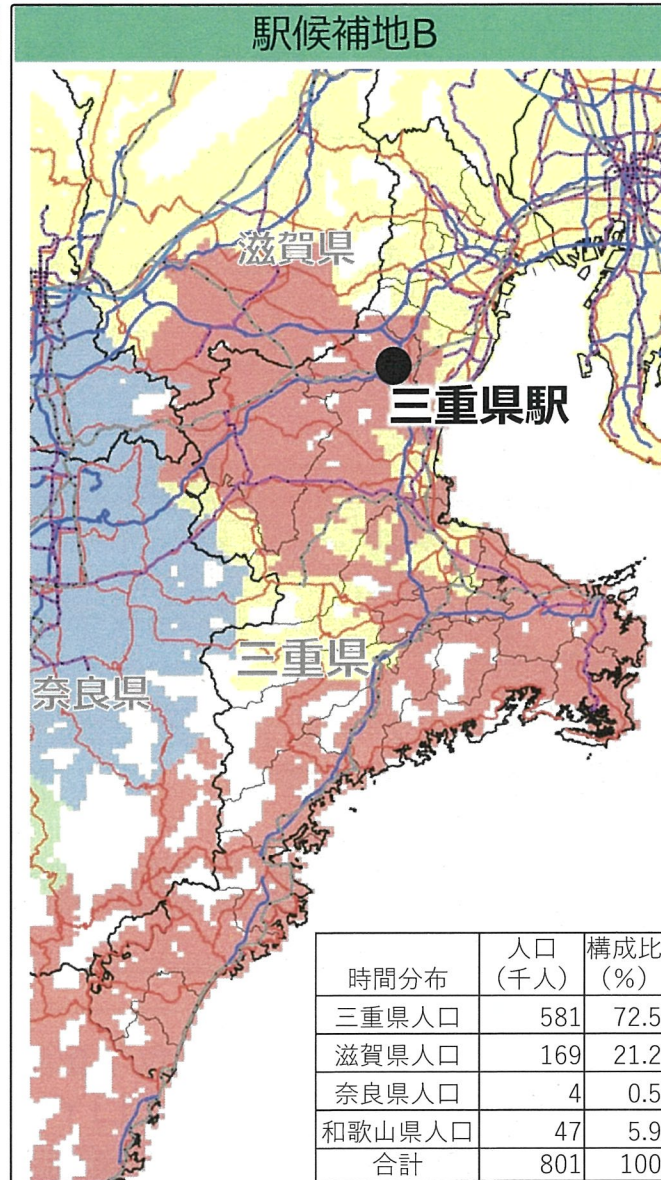 駅候補地B
滋賀県
三重県駅
三重県
奈良県
時間分布 人口（千人） 構成比（%）
三重県人口 581 72.5
滋賀県人口 169 21.2
奈良県人口 4 0.5
和歌山県人口 47 5.9
合計 801 100